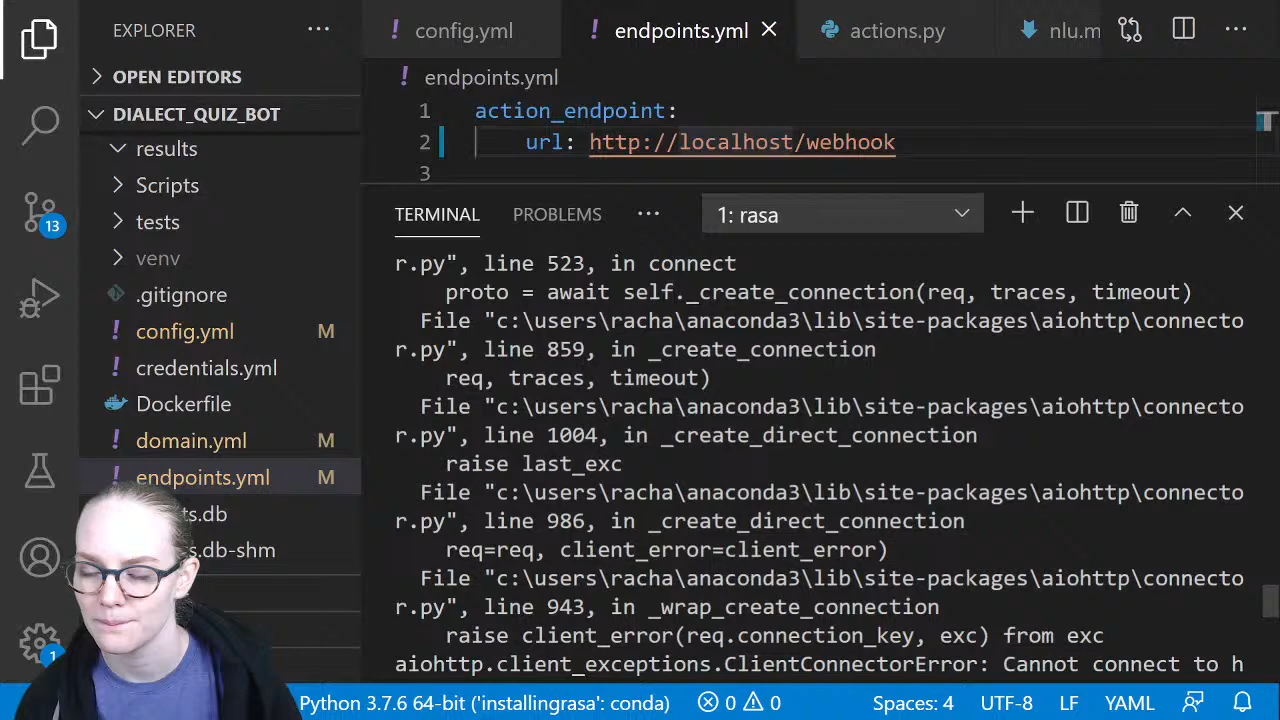 EXPLORER
OPEN EDITORS
DIALECT_QUIZ_BOT
results
Scripts
tests
venv
.gitignore
config.yml M
credentials.yml
Dockerfile
domain.yml M
endpoints.yml M
ts.db
s.db-shm
13
1
config.yml
endpoints.yml
actions.py
nlu.m
endpoints.yml
1 action_endpoint:
2 url: http://localhost/webhook
3
TERMINAL
PROBLEMS
1: rasa
r.py", line 523, in connect
proto = await self._create_connection(req, traces, timeout)
File "c:\users\racha\anaconda3\lib\site-packages\aiohttp\connecto
r.py", line 859, in _create_connection
req, traces, timeout)
File "c:\users\racha\anaconda3\lib\site-packages\aiohttp\connecto
r.py", line 1004, in _create_direct_connection
raise last_exc
File "c:\users\racha\anaconda3\lib\site-packages\aiohttp\connecto
r.py", line 986, in _create_direct_connection
req=req, client_error=client_error)
File "c:\users\racha\anaconda3\lib\site-packages\aiohttp\connecto
r.py", line 943, in _wrap_create_connection
raise client_error(req.connection_key, exc) from exc
aiohttp.client_exceptions.ClientConnectorError: Cannot connect to h
Python 3.7.6 64-bit ('installingrasa': conda)
0
0
Spaces: 4
UTF-8
LF
YAML